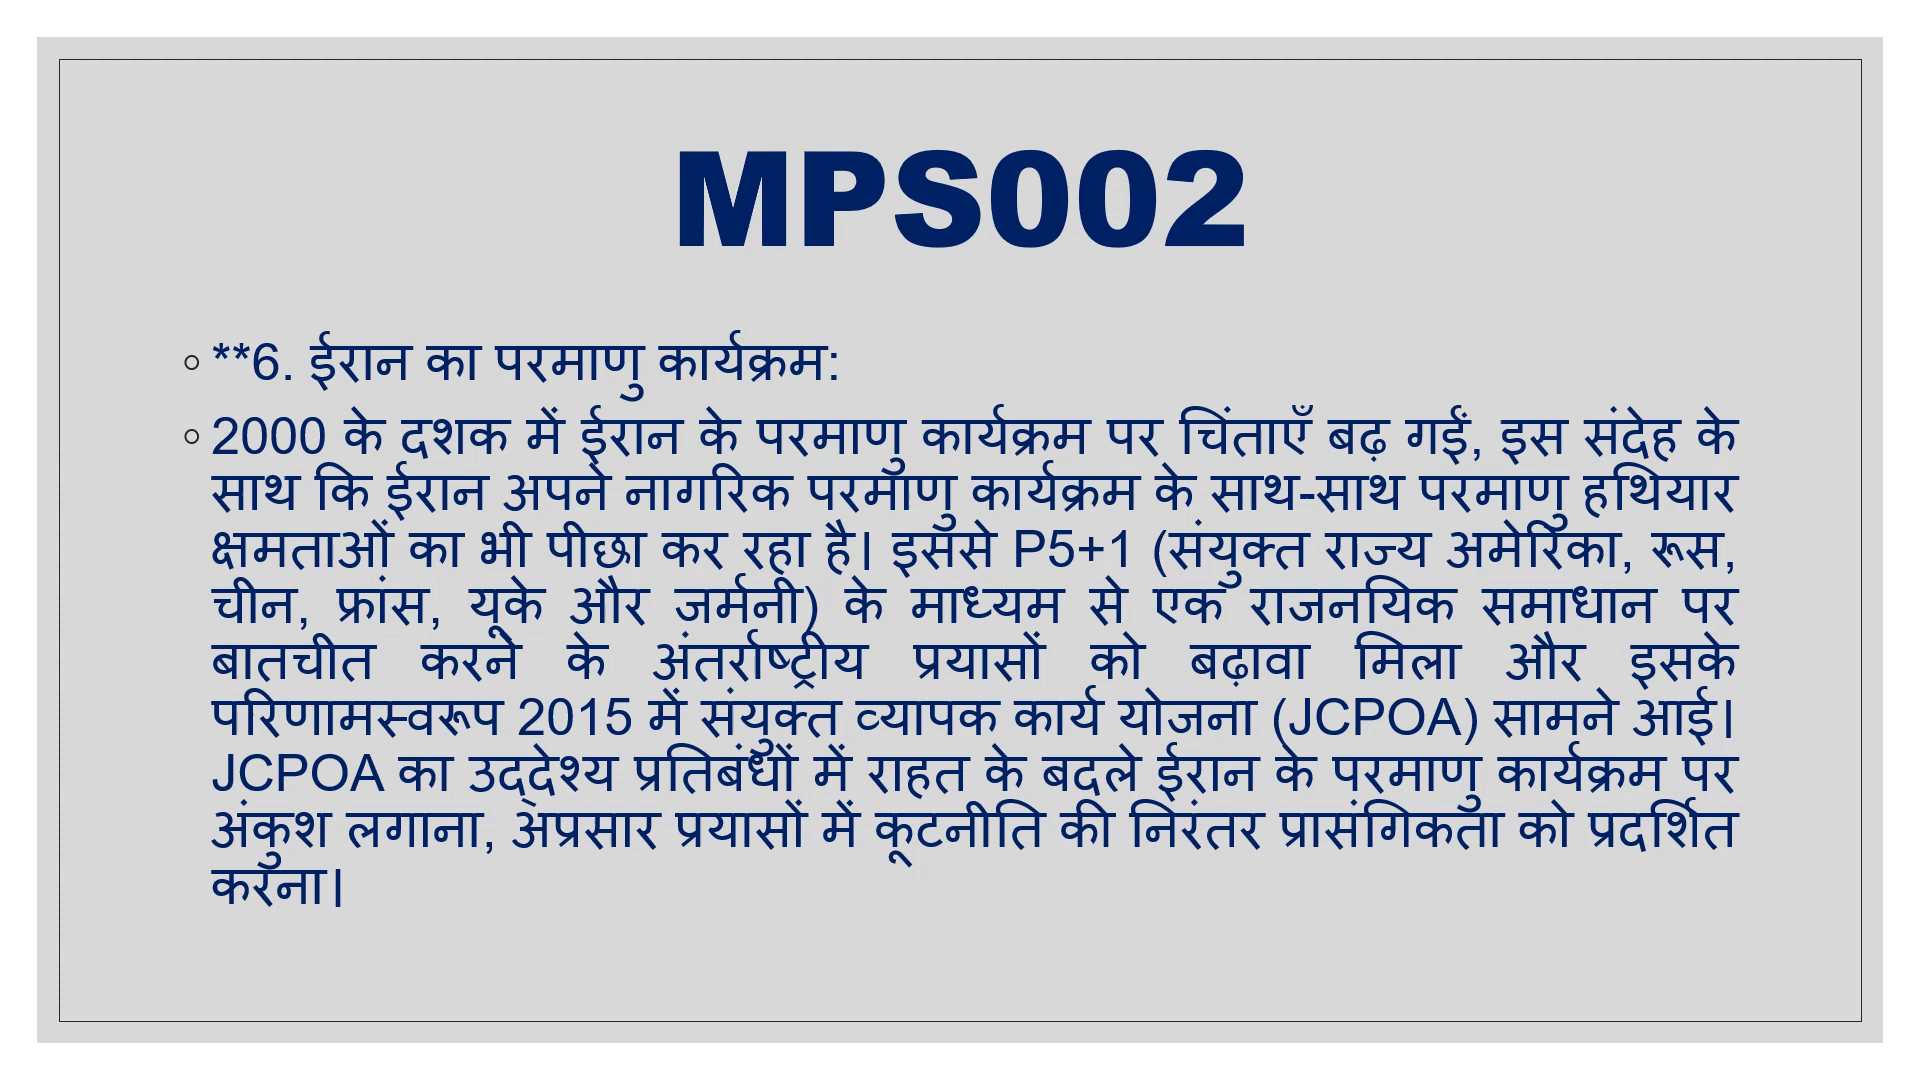 MPS002
◦ **6. ईरान का परमाणु कार्यक्रम:
◦ 2000 के दशक में ईरान के परमाणु कार्यक्रम पर चिंताएँ बढ़ गईं, इस संदेह के
साथ कि ईरान अपने नागरिक परमाणु कार्यक्रम के साथ-साथ परमाणु हथियार
क्षमताओं का भी पीछा कर रहा है। इससे P5+1 (संयुक्त राज्य अमेरिका, रूस,
चीन, फ्रांस, यूके और जर्मनी) के माध्यम से एक राजनयिक समाधान पर
बातचीत करने के अंतर्राष्ट्रीय प्रयासों को बढ़ावा मिला और इसके
परिणामस्वरूप 2015 में संयुक्त व्यापक कार्य योजना (JCPOA) सामने आई।
JCPOA का उद्देश्य प्रतिबंधों में राहत के बदले ईरान के परमाणु कार्यक्रम पर
अंकुश लगाना, अप्रसार प्रयासों में कूटनीति की निरंतर प्रासंगिकता को प्रदर्शित
करना।